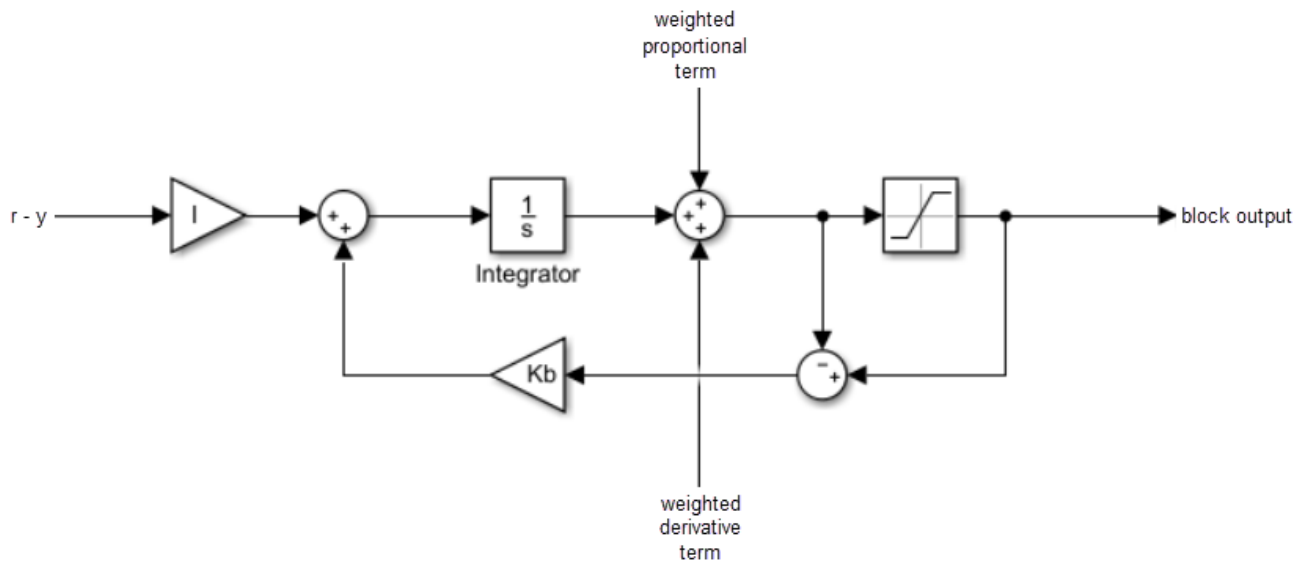 weighted
proportional
term
r - y
I
+
+
1
s
Integrator
+
+
+
block output
Kb
−
+
weighted
derivative
term